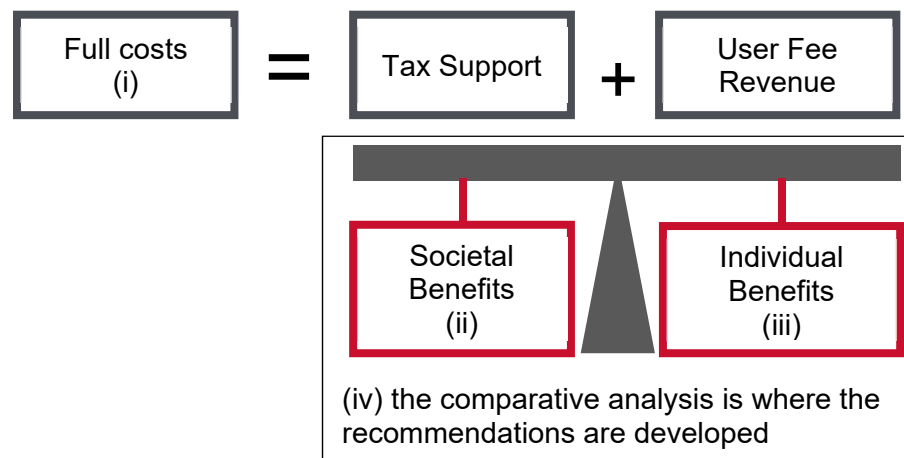 Full costs
(i)
=
Tax Support
+
User Fee
Revenue
Societal
Benefits
(ii)
Individual
Benefits
(iii)
(iv) the comparative analysis is where the
recommendations are developed